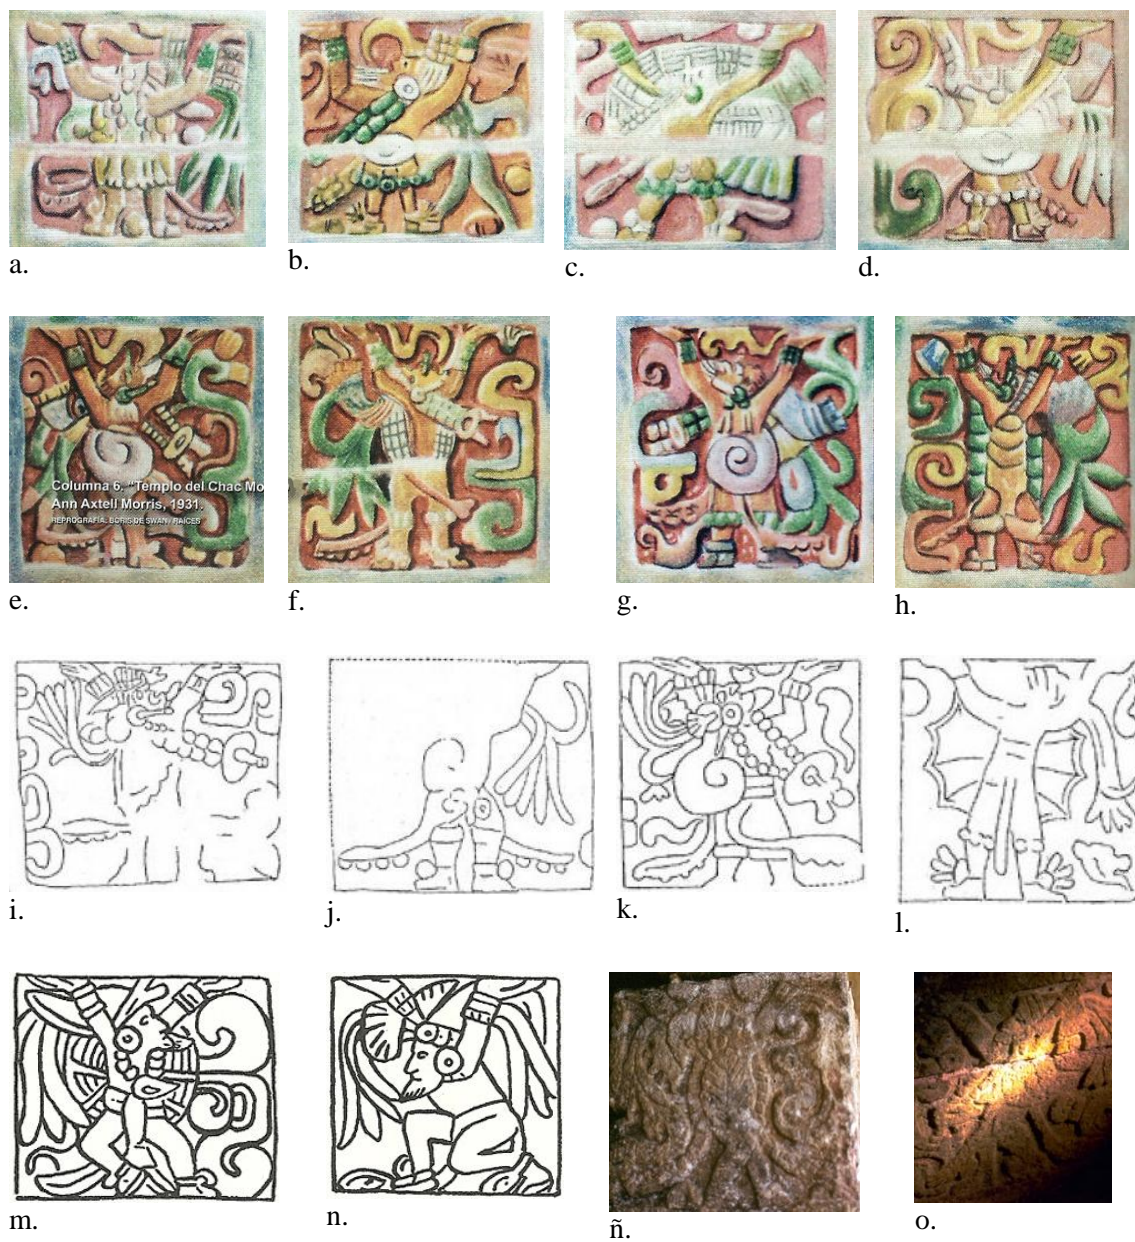 a.
b.
c.
d.
Columna 6. "Templo del Chac Mo
Ann Axtell Morris, 1931.
REPROGRAFÍA: BORIS DE SWAN / RAÍCES
e.
f.
g.
h.
i.
j.
k.
l.
m.
n.
ñ.
o.